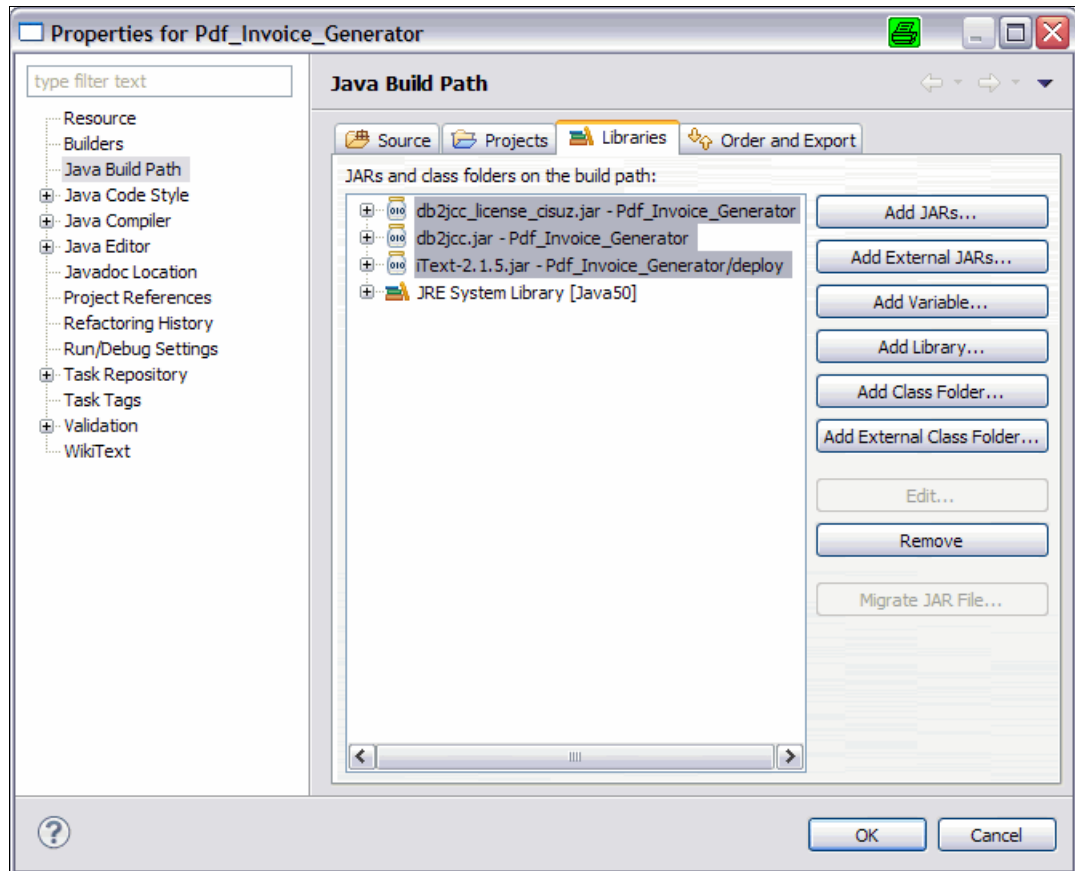 Properties for Pdf_Invoice_Generator
type filter text
Resource
Builders
Java Build Path
Java Code Style
Java Compiler
Java Editor
Javadoc Location
Project References
Refactoring History
Run/Debug Settings
Task Repository
Task Tags
Validation
WikiText
Java Build Path
Source Projects Libraries Order and Export
JARs and class folders on the build path:
db2jcc_license_cisuz.jar - Pdf_Invoice_Generator
db2jcc.jar - Pdf_Invoice_Generator
iText-2.1.5.jar - Pdf_Invoice_Generator/deploy
JRE System Library [Java50]
Add JARs...
Add External JARs...
Add Variable...
Add Library...
Add Class Folder...
Add External Class Folder...
Edit...
Remove
Migrate JAR File...
?
OK Cancel